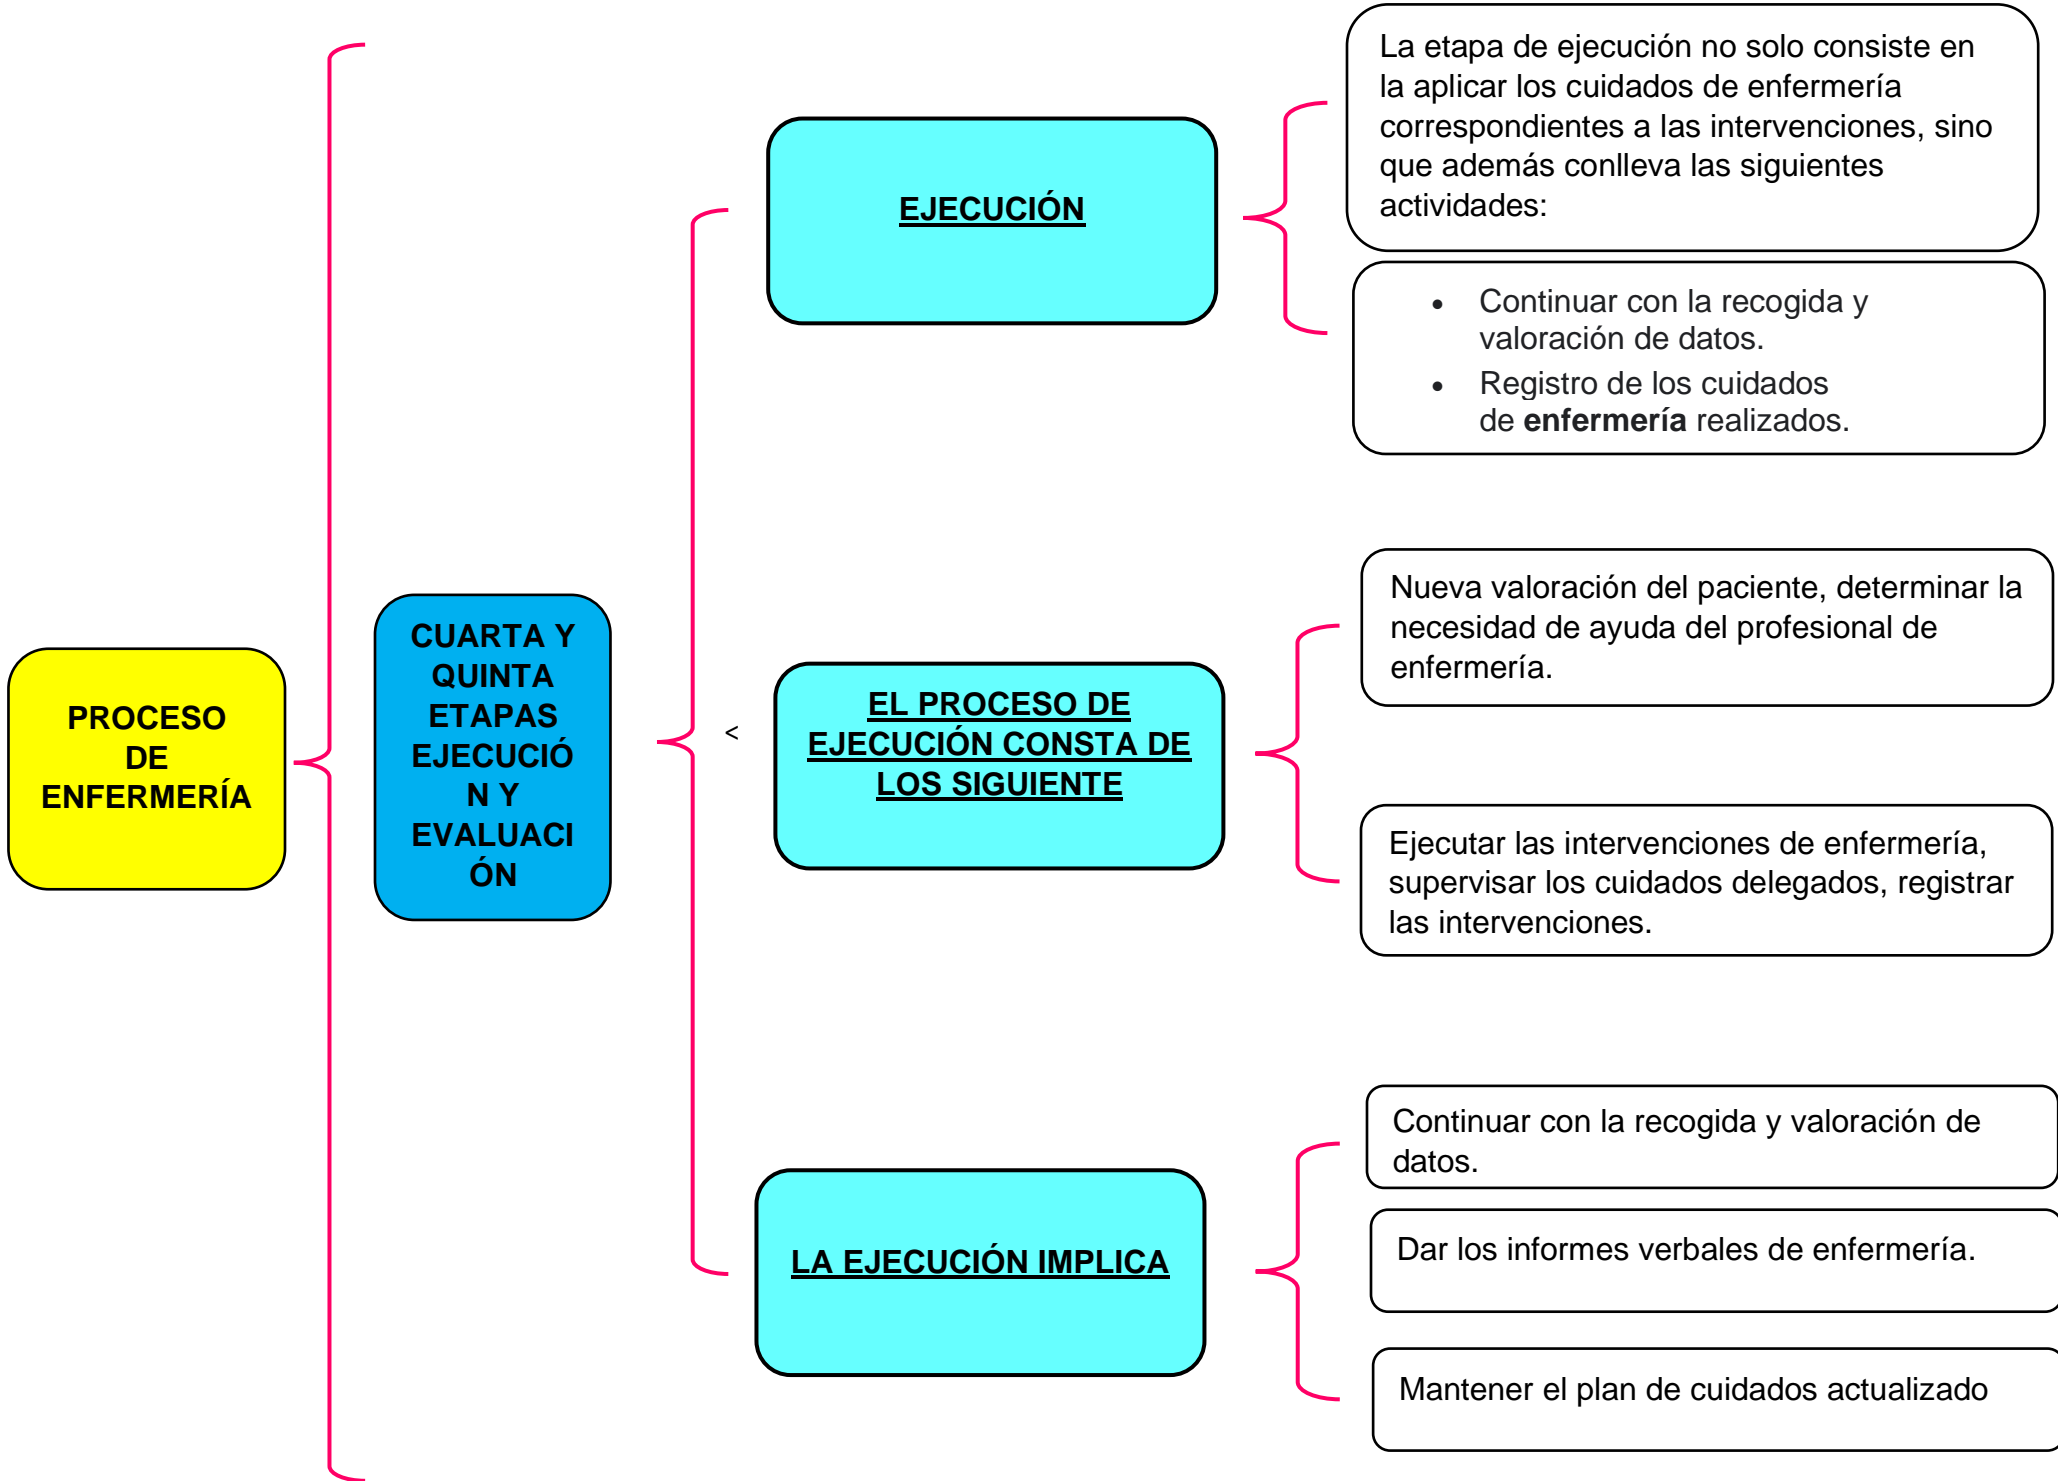 PROCESO
DE
ENFERMERÍA
CUARTA Y
QUINTA
ETAPAS
EJECUCIÓ
N Y
EVALUACI
ÓN
<
EJECUCIÓN
La etapa de ejecución no solo consiste en
la aplicar los cuidados de enfermería
correspondientes a las intervenciones, sino
que además conlleva las siguientes
actividades:
• Continuar con la recogida y
valoración de datos.
• Registro de los cuidados
de enfermería realizados.
EL PROCESO DE
EJECUCIÓN CONSTA DE
LOS SIGUIENTE
Nueva valoración del paciente, determinar la
necesidad de ayuda del profesional de
enfermería.
Ejecutar las intervenciones de enfermería,
supervisar los cuidados delegados, registrar
las intervenciones.
LA EJECUCIÓN IMPLICA
Continuar con la recogida y valoración de
datos.
Dar los informes verbales de enfermería.
Mantener el plan de cuidados actualizado